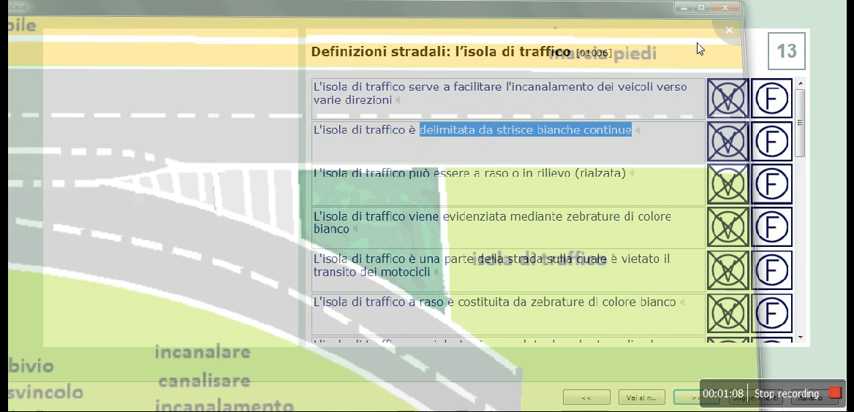 bile
marcia piedi
Definizioni stradali: l'isola di traffico [01006]
13
L'isola di traffico serve a facilitare l'incanalamento dei veicoli verso
varie direzioni
V F
L'isola di traffico è delimitata da strisce bianche continue
V F
L'isola di traffico può essere a raso o in rilievo (rialzata)
V F
L'isola di traffico viene evidenziata mediante zebrature di colore
bianco
V F
L'isola di traffico è una parte della strada sulla quale è vietato il
transito dei motocicli
V F
isola di traffico
L'isola di traffico a raso è costituita da zebrature di colore bianco
V F
bivio
svincolo
incanalare
canalisare
incanalamento
<<
Vai al n...
>>
00:01:08
Stop recording